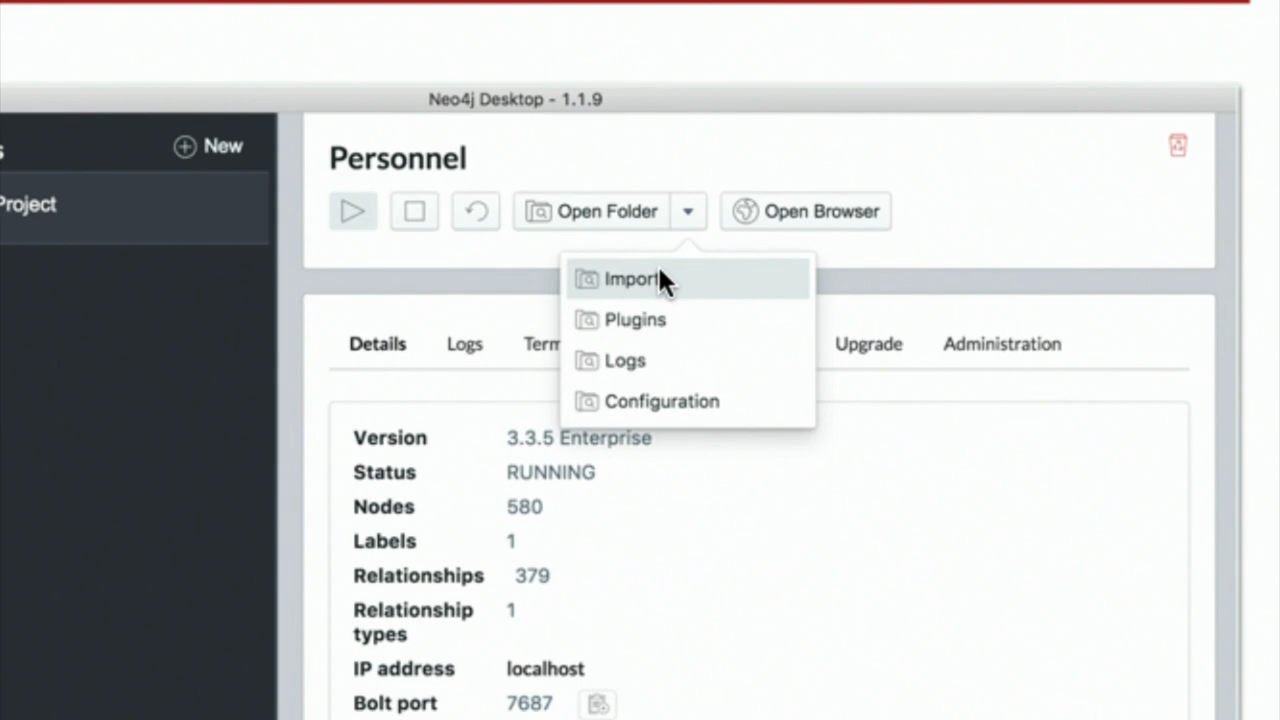 Neo4j Desktop - 1.1.9
New
Project
Personnel
Open Folder
Open Browser
Import
Plugins
Logs
Configuration
Details Logs Term Upgrade Administration
Version 3.3.5 Enterprise
Status RUNNING
Nodes 580
Labels 1
Relationships 379
Relationship 1
types
IP address localhost
Bolt port 7687